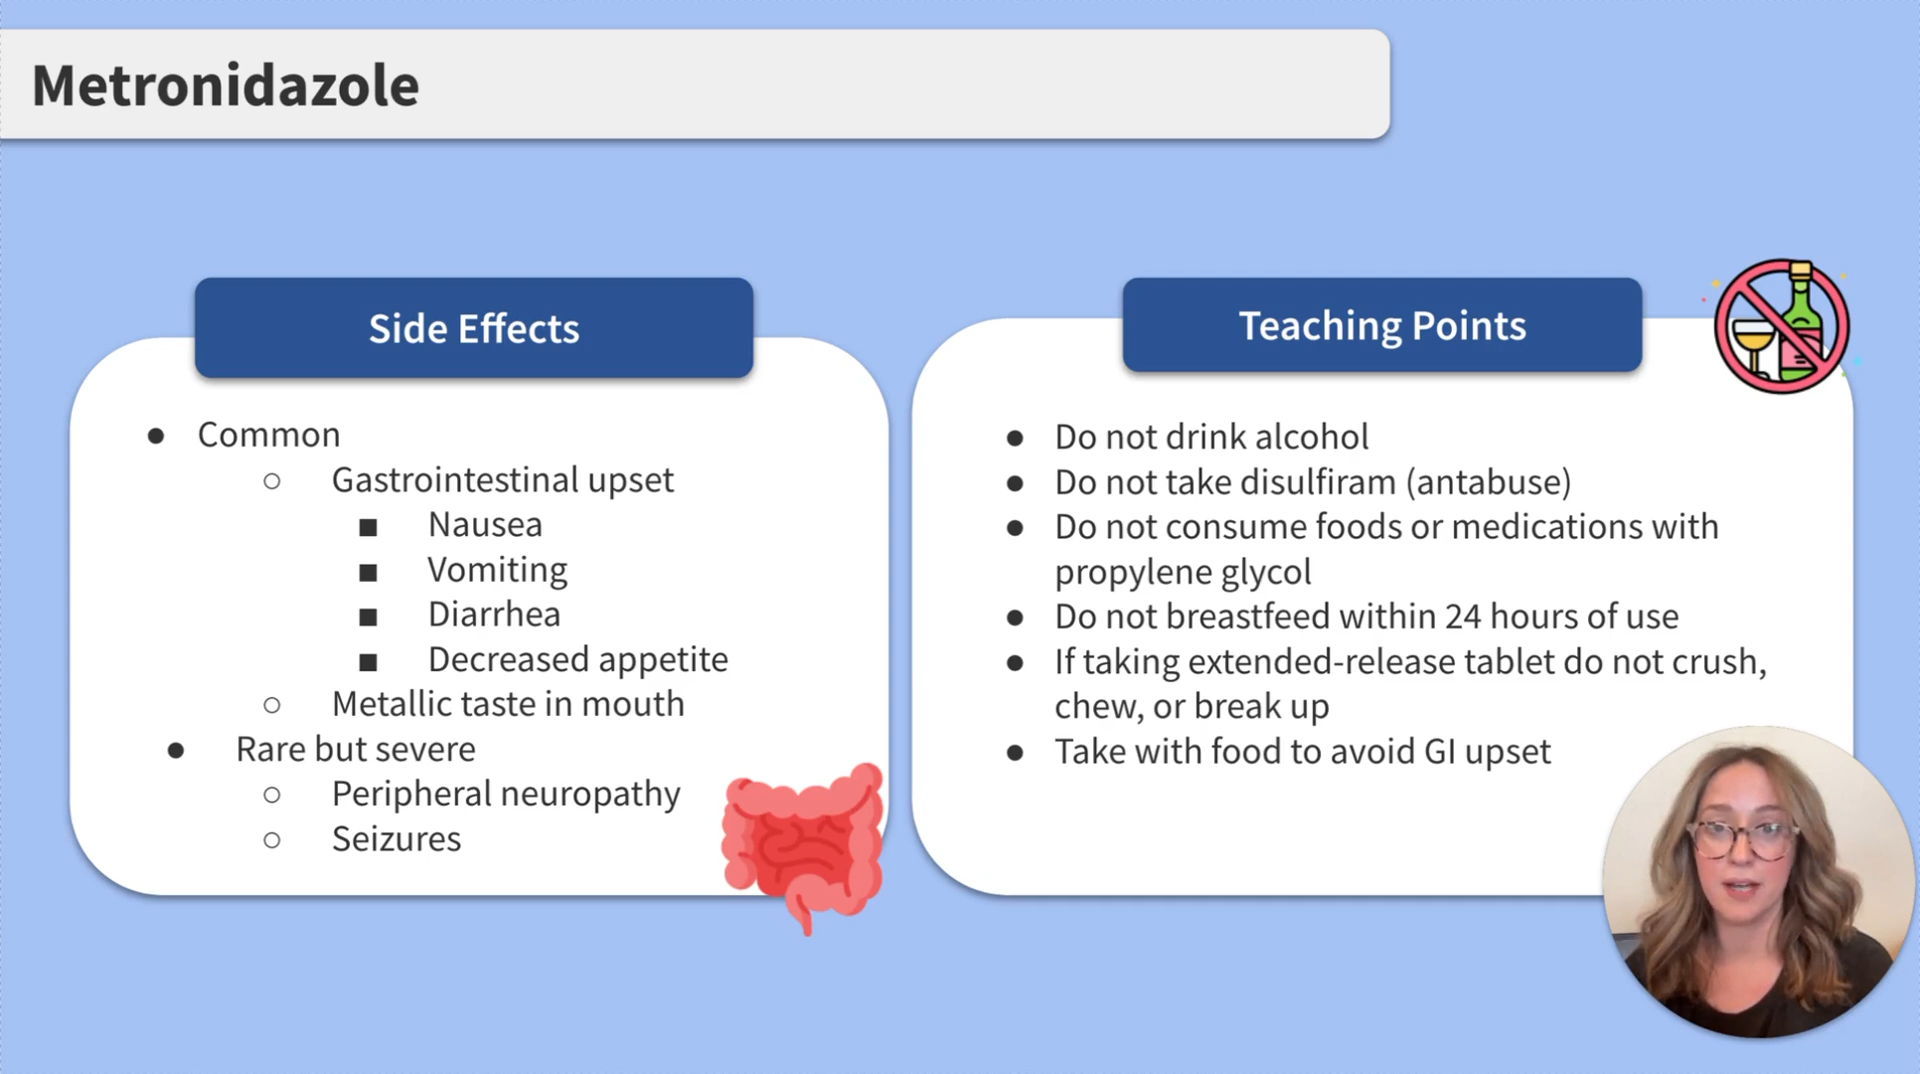 Metronidazole
Side Effects
● Common
○ Gastrointestinal upset
■ Nausea
■ Vomiting
■ Diarrhea
■ Decreased appetite
○ Metallic taste in mouth
● Rare but severe
○ Peripheral neuropathy
○ Seizures
Teaching Points
● Do not drink alcohol
● Do not take disulfiram (antabuse)
● Do not consume foods or medications with
propylene glycol
● Do not breastfeed within 24 hours of use
● If taking extended-release tablet do not crush,
chew, or break up
● Take with food to avoid GI upset